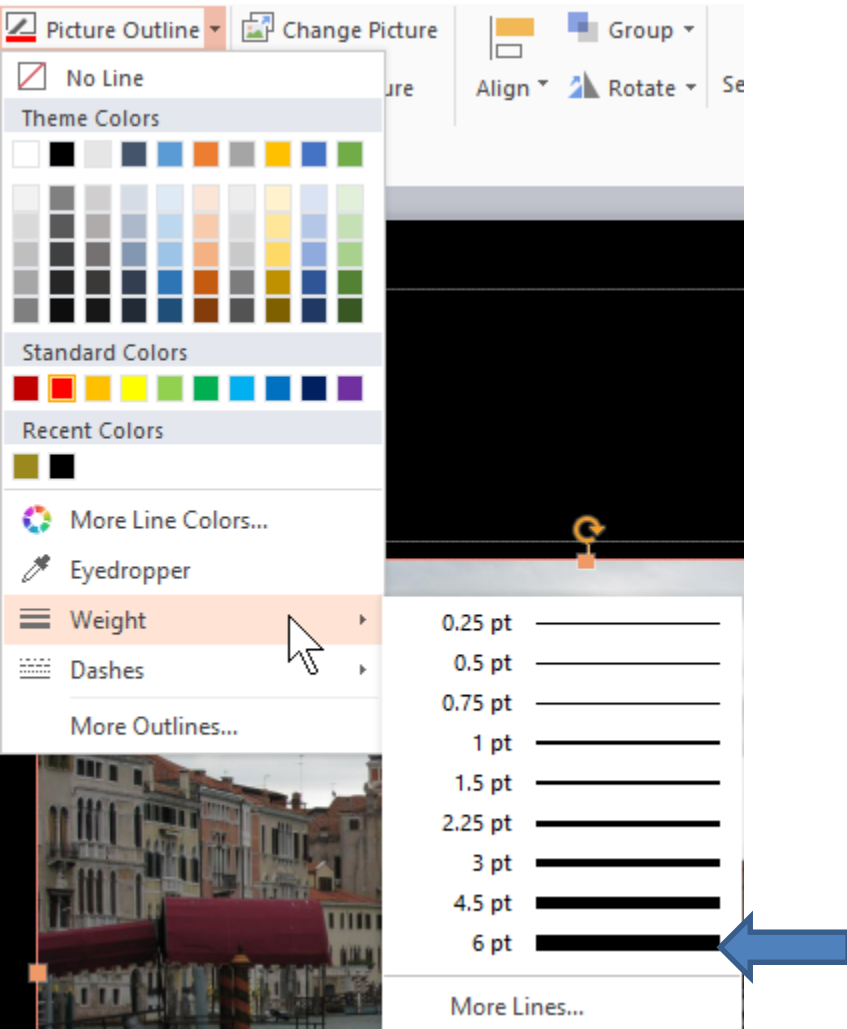 Picture Outline
Change Picture
Group
No Line
Align
Rotate
Theme Colors
Standard Colors
Recent Colors
More Line Colors...
Eyedropper
Weight
Dashes
More Outlines...
0.25 pt
0.5 pt
0.75 pt
1 pt
1.5 pt
2.25 pt
3 pt
4.5 pt
6 pt
More Lines...